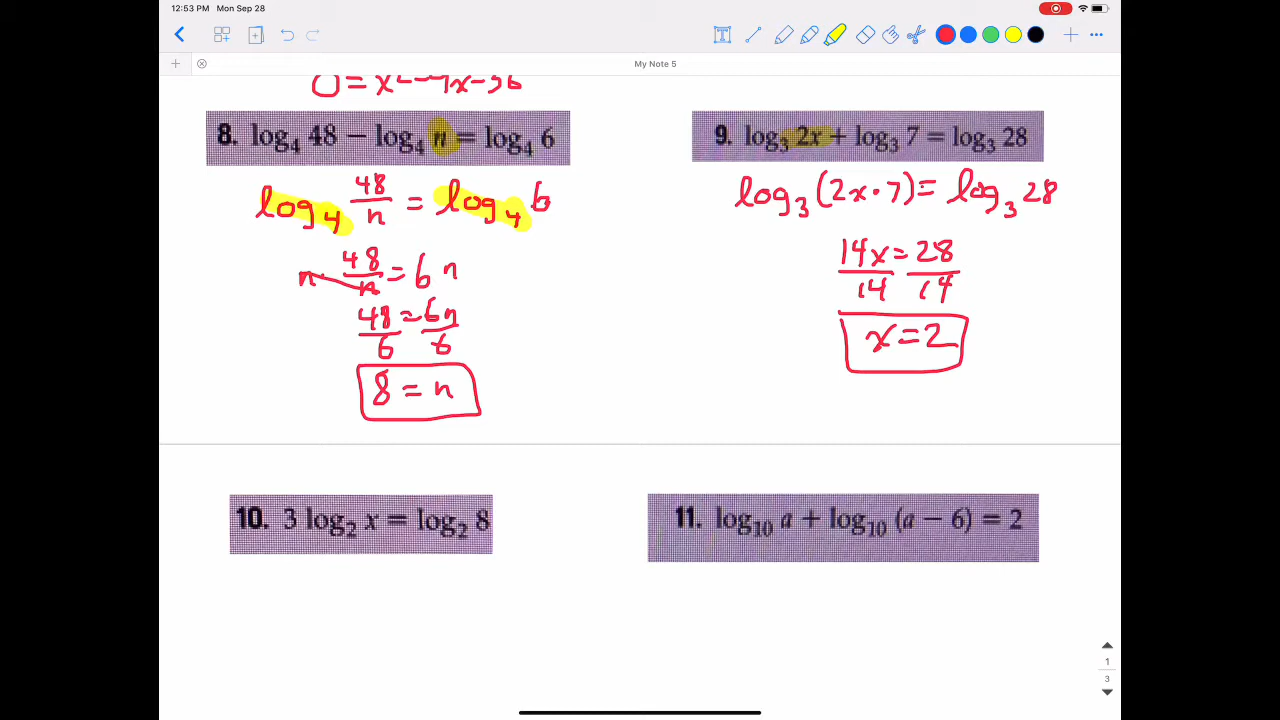 12:53 PM Mon Sep 28
My Note 5
8. log₄ 48 − log₄ n = log₄ 6
log₄ 48/n = log₄ 6
n · 48/n = 6 n
48/6 = 6n/6
8 = n
9. log₃ 2x + log₃ 7 = log₃ 28
log₃ (2x · 7) = log₃ 28
14x/14 = 28/14
x = 2
10. 3 log₂ x = log₂ 8
11. log₁₀ a + log₁₀ (a − 6) = 2
1
3